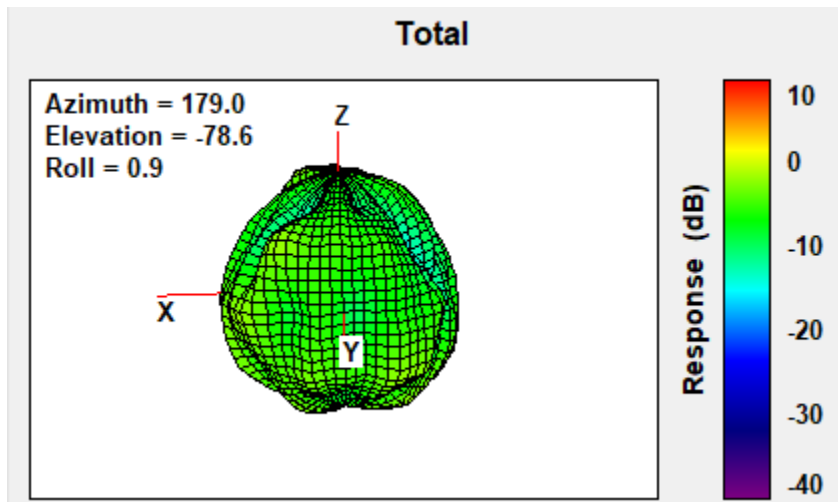 Total
Azimuth = 179.0
Elevation = -78.6
Roll = 0.9
Z
X
Y
Response (dB)
10
0
-10
-20
-30
-40